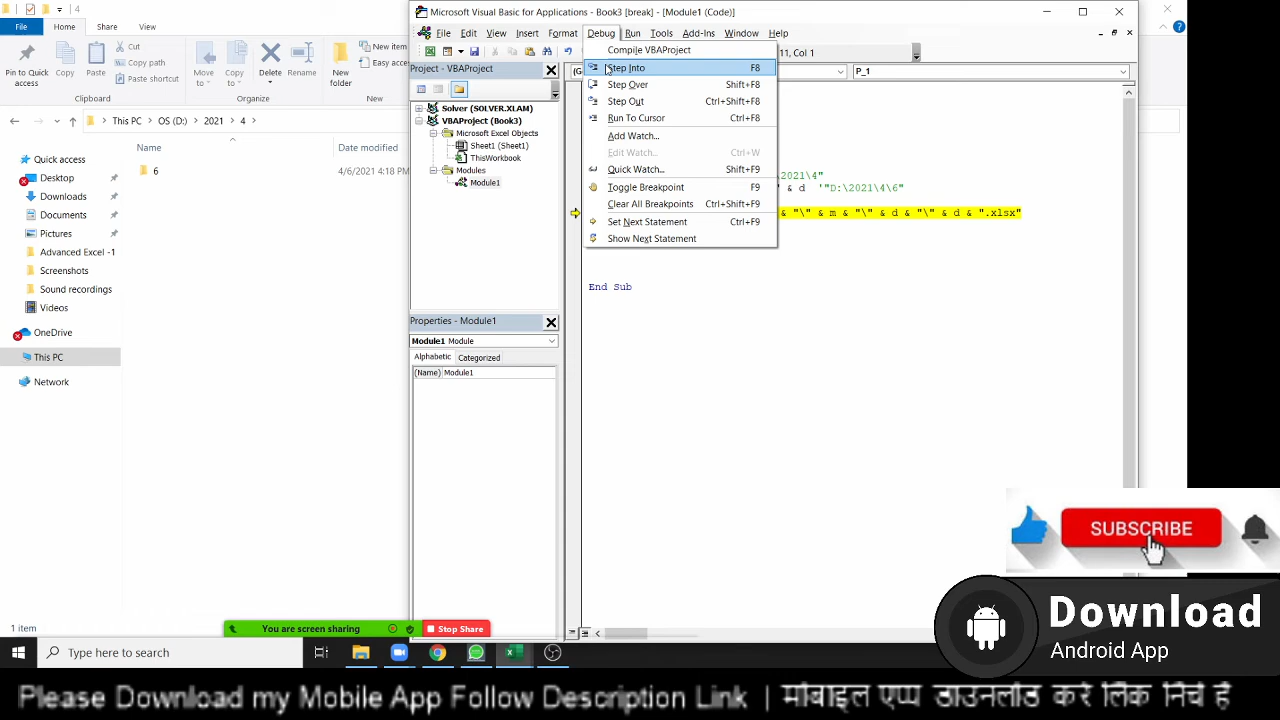 Microsoft Visual Basic for Applications - Book3 [break] - [Module1 (Code)]
File
Home
Share
View
Pin to Quick access
Copy
Paste
Cut
Copy path
Paste shortcut
Clipboard
Delete
Rename
Organize
New folder
New item
Easy access
This PC > OS (D:) > 2021 > 4 >
Name
Date modified
6
4/6/2021 4:18 PM
Quick access
Desktop
Downloads
Documents
Pictures
Advanced Excel -1
Screenshots
Sound recordings
Videos
OneDrive
This PC
Network
1 item
File Edit View Insert Format Debug Run Tools Add-Ins Window Help
11, Col 1
Project - VBAProject
Solver (SOLVER.XLAM)
VBAProject (Book3)
Microsoft Excel Objects
Sheet1 (Sheet1)
ThisWorkbook
Modules
Module1
Properties - Module1
Module1 Module
Alphabetic Categorized
(Name) Module1
Compile VBAProject
Step Into F8
Step Over Shift+F8
Step Out Ctrl+Shift+F8
Run To Cursor Ctrl+F8
Add Watch...
Edit Watch... Ctrl+W
Quick Watch... Shift+F9
Toggle Breakpoint F9
Clear All Breakpoints Ctrl+Shift+F9
Set Next Statement Ctrl+F9
Show Next Statement
(G
P_1
\2021\4"
" & d '"D:\2021\4\6"
& "\" & m & "\" & d & "\" & d & ".xlsx"
End Sub
You are screen sharing
Stop Share
Type here to search
SUBSCRIBE
Download
Android App
Please Download my Mobile App Follow Description Link | मोबाइल एप्प डाउनलोड करे लिंक निचे है